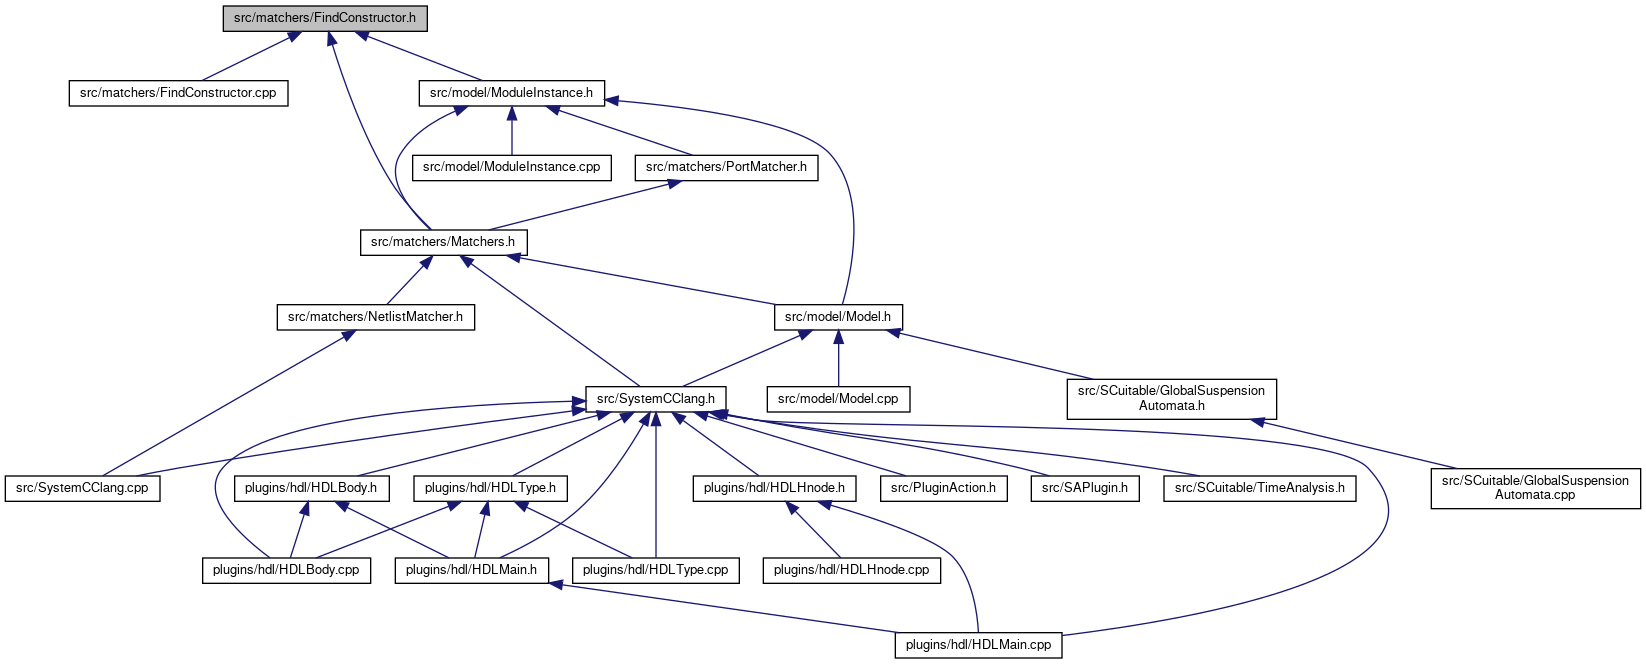 src/matchers/FindConstructor.h
src/matchers/FindConstructor.cpp
src/model/ModuleInstance.h
src/model/ModuleInstance.cpp
src/matchers/PortMatcher.h
src/matchers/Matchers.h
src/matchers/NetlistMatcher.h
src/model/Model.h
src/SystemCClang.h
src/model/Model.cpp
src/SCuitable/GlobalSuspension
Automata.h
src/SystemCClang.cpp
plugins/hdl/HDLBody.h
plugins/hdl/HDLType.h
plugins/hdl/HDLHnode.h
src/PluginAction.h
src/SAPlugin.h
src/SCuitable/TimeAnalysis.h
src/SCuitable/GlobalSuspension
Automata.cpp
plugins/hdl/HDLBody.cpp
plugins/hdl/HDLMain.h
plugins/hdl/HDLType.cpp
plugins/hdl/HDLHnode.cpp
plugins/hdl/HDLMain.cpp